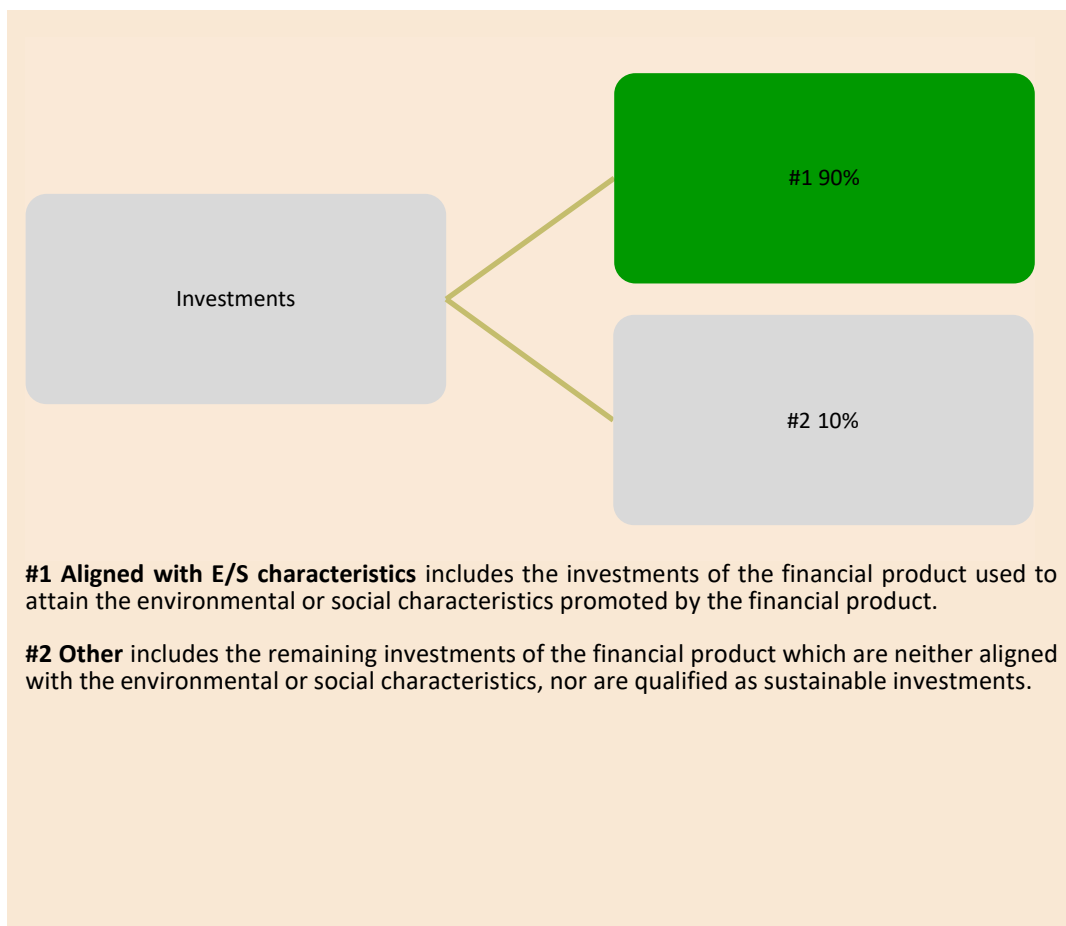 #1 90%
Investments
#2 10%
#1 Aligned with E/S characteristics includes the investments of the financial product used to
attain the environmental or social characteristics promoted by the financial product.
#2 Other includes the remaining investments of the financial product which are neither aligned
with the environmental or social characteristics, nor are qualified as sustainable investments.